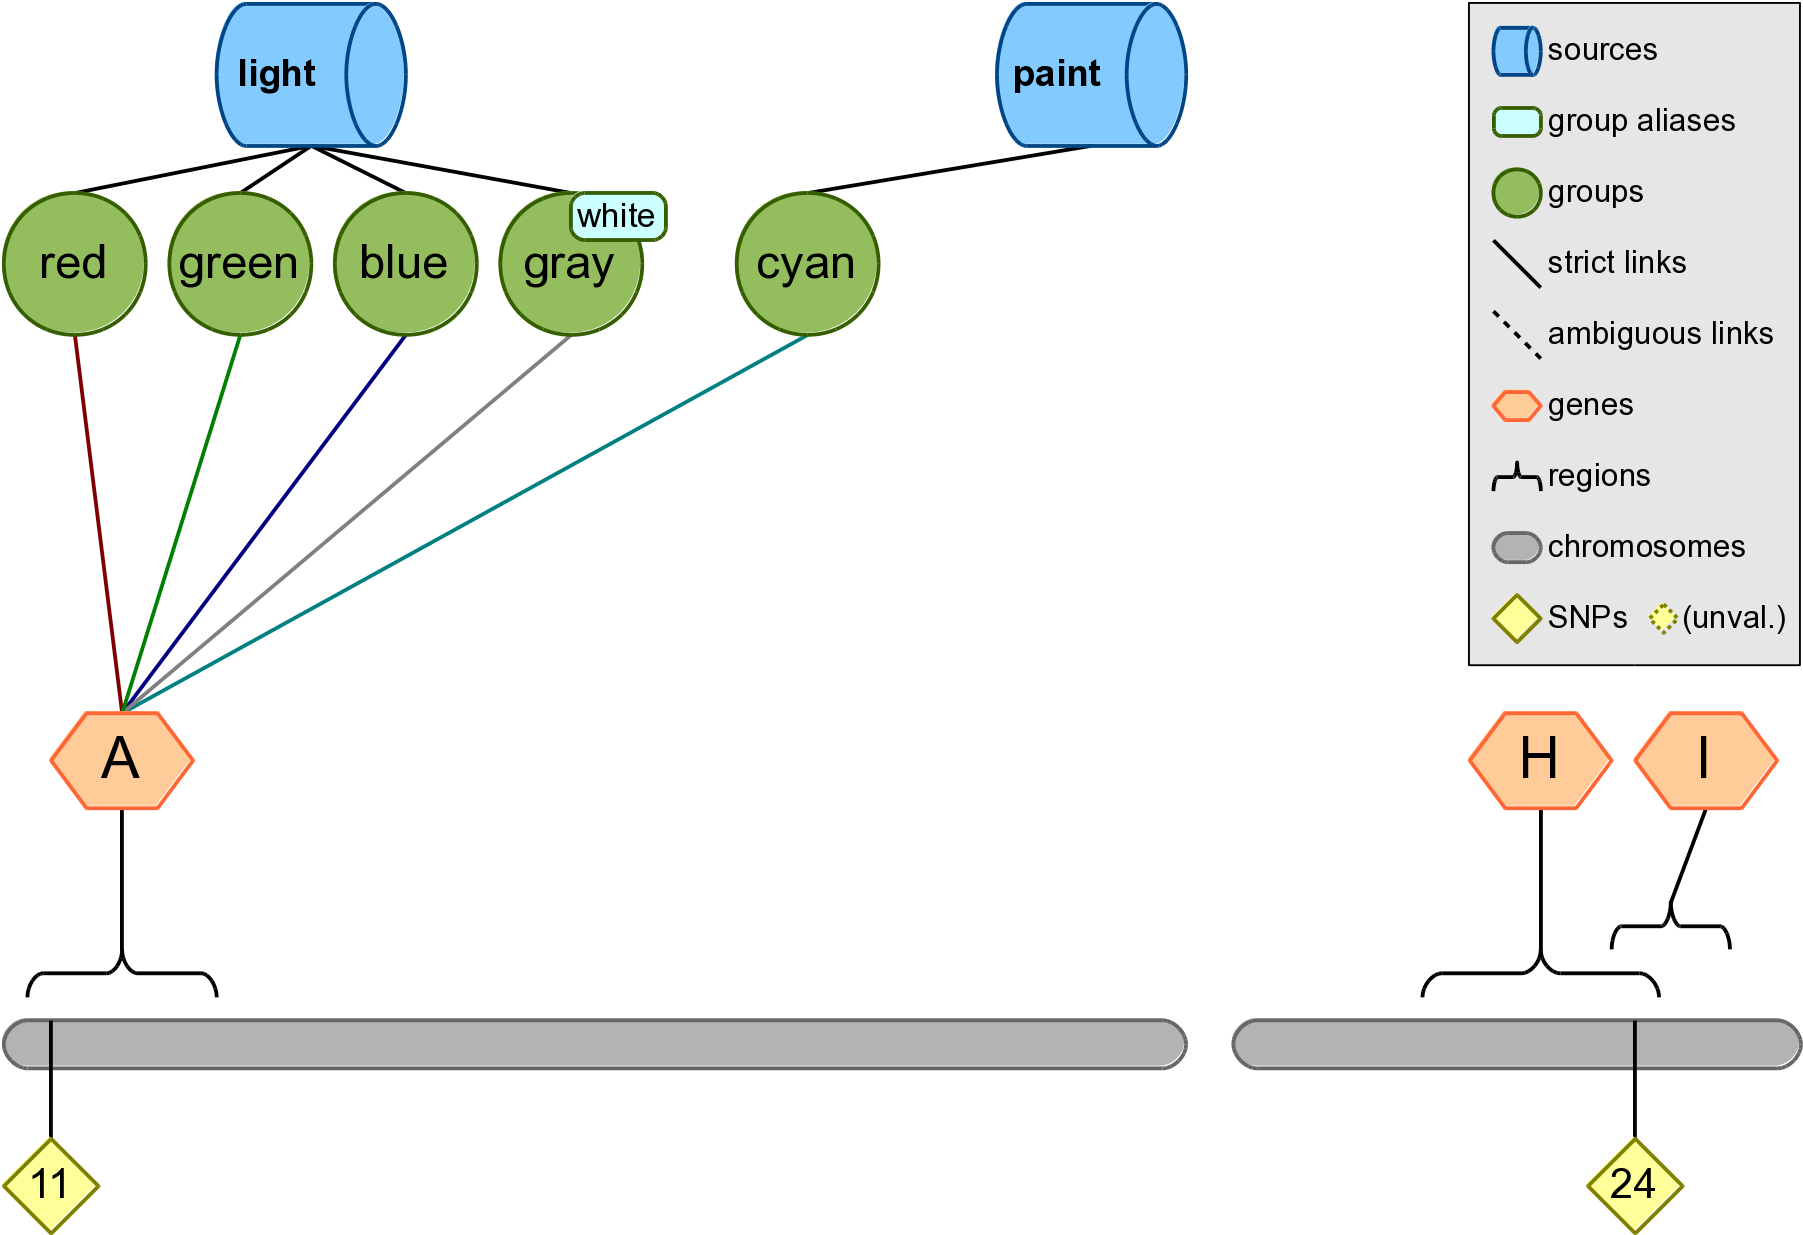 light
paint
sources
group aliases
white
groups
red
green
blue
gray
cyan
strict links
ambiguous links
genes
regions
chromosomes
SNPs (unval.)
A
H
I
11
24